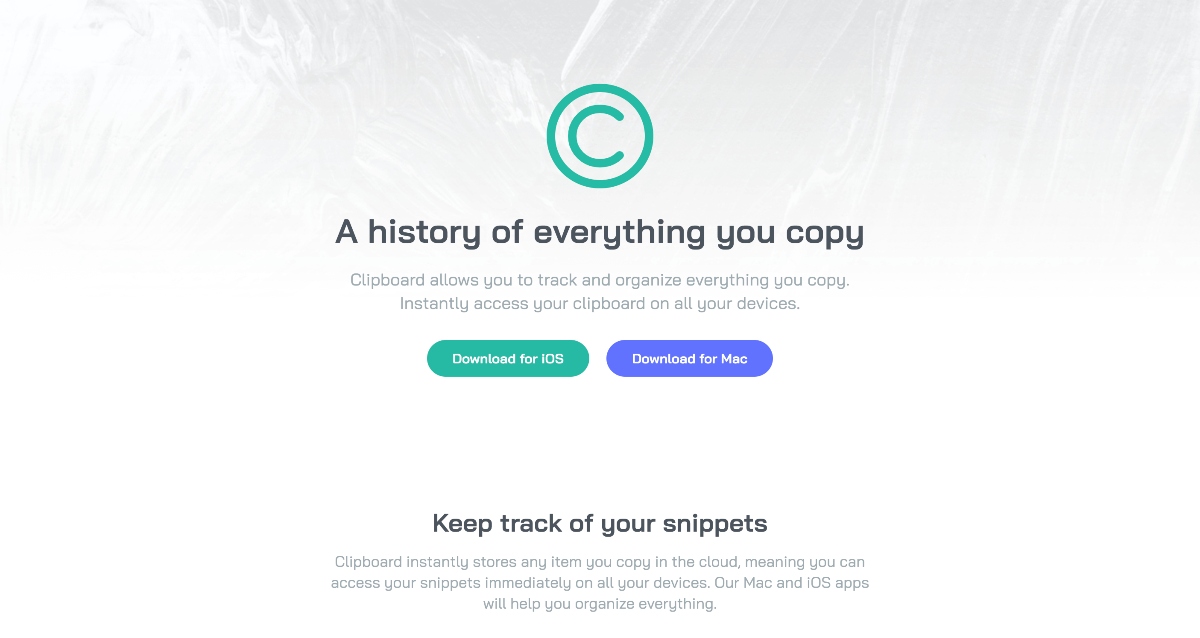 A history of everything you copy
Clipboard allows you to track and organize everything you copy.
Instantly access your clipboard on all your devices.
Download for iOS
Download for Mac
Keep track of your snippets
Clipboard instantly stores any item you copy in the cloud, meaning you can
access your snippets immediately on all your devices. Our Mac and iOS apps
will help you organize everything.